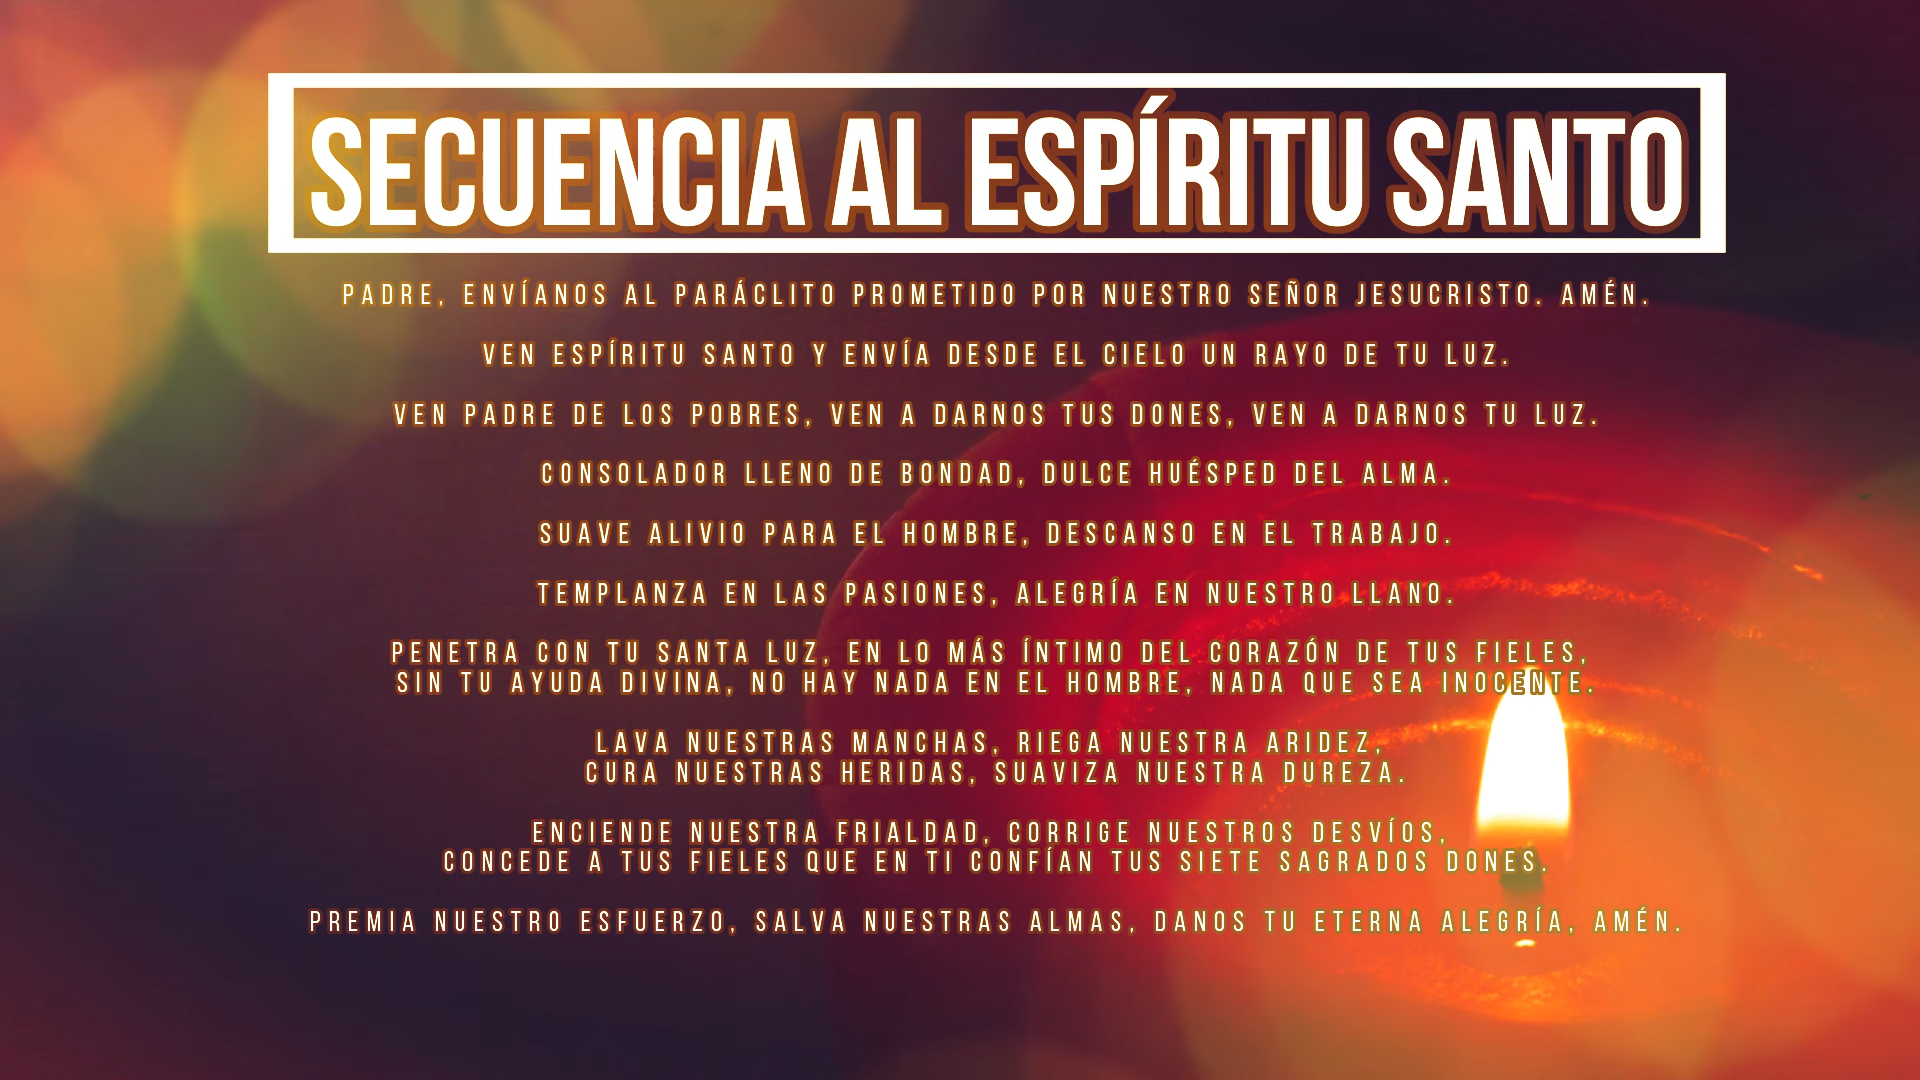 SECUENCIA AL ESPÍRITU SANTO
PADRE, ENVÍANOS AL PARÁCLITO PROMETIDO POR NUESTRO SEÑOR JESUCRISTO. AMÉN.
VEN ESPÍRITU SANTO Y ENVÍA DESDE EL CIELO UN RAYO DE TU LUZ.
VEN PADRE DE LOS POBRES, VEN A DARNOS TUS DONES, VEN A DARNOS TU LUZ.
CONSOLADOR LLENO DE BONDAD, DULCE HUÉSPED DEL ALMA.
SUAVE ALIVIO PARA EL HOMBRE, DESCANSO EN EL TRABAJO.
TEMPLANZA EN LAS PASIONES, ALEGRÍA EN NUESTRO LLANO.
PENETRA CON TU SANTA LUZ, EN LO MÁS ÍNTIMO DEL CORAZÓN DE TUS FIELES,
SIN TU AYUDA DIVINA, NO HAY NADA EN EL HOMBRE, NADA QUE SEA INOCENTE.
LAVA NUESTRAS MANCHAS, RIEGA NUESTRA ARIDEZ,
CURA NUESTRAS HERIDAS, SUAVIZA NUESTRA DUREZA.
ENCIENDE NUESTRA FRIALDAD, CORRIGE NUESTROS DESVÍOS,
CONCEDE A TUS FIELES QUE EN TI CONFÍAN TUS SIETE SAGRADOS DONES.
PREMIA NUESTRO ESFUERZO, SALVA NUESTRAS ALMAS, DANOS TU ETERNA ALEGRÍA, AMÉN.